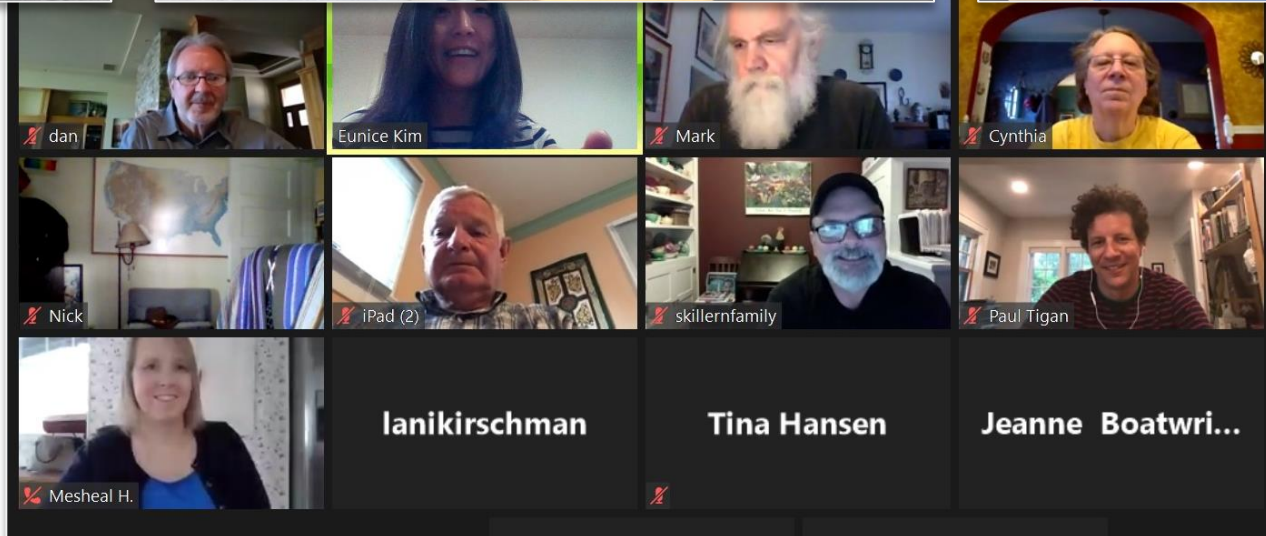 dan
Eunice Kim
Mark
Cynthia
Nick
iPad (2)
skillernfamily
Paul Tigan
Mesheal H.
lanikirschman
Tina Hansen
Jeanne Boatwri...